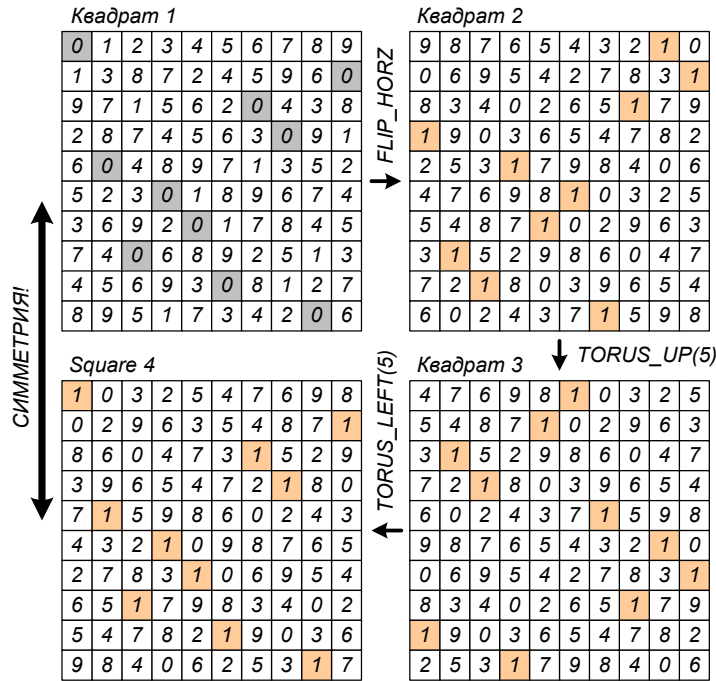 Квадрат 1
0 1 2 3 4 5 6 7 8 9
1 3 8 7 2 4 5 9 6 0
9 7 1 5 6 2 0 4 3 8
2 8 7 4 5 6 3 0 9 1
6 0 4 8 9 7 1 3 5 2
5 2 3 0 1 8 9 6 7 4
3 6 9 2 0 1 7 8 4 5
7 4 0 6 8 9 2 5 1 3
4 5 6 9 3 0 8 1 2 7
8 9 5 1 7 3 4 2 0 6
FLIP_HORZ
Квадрат 2
9 8 7 6 5 4 3 2 1 0
0 6 9 5 4 2 7 8 3 1
8 3 4 0 2 6 5 1 7 9
1 9 0 3 6 5 4 7 8 2
2 5 3 1 7 9 8 4 0 6
4 7 6 9 8 1 0 3 2 5
5 4 8 7 1 0 2 9 6 3
3 1 5 2 9 8 6 0 4 7
7 2 1 8 0 3 9 6 5 4
6 0 2 4 3 7 1 5 9 8
СИММЕТРИЯ!
Square 4
1 0 3 2 5 4 7 6 9 8
0 2 9 6 3 5 4 8 7 1
8 6 0 4 7 3 1 5 2 9
3 9 6 5 4 7 2 1 8 0
7 1 5 9 8 6 0 2 4 3
4 3 2 1 0 9 8 7 6 5
2 7 8 3 1 0 6 9 5 4
6 5 1 7 9 8 3 4 0 2
5 4 7 8 2 1 9 0 3 6
9 8 4 0 6 2 5 3 1 7
TORUS_LEFT(5)
TORUS_UP(5)
Квадрат 3
4 7 6 9 8 1 0 3 2 5
5 4 8 7 1 0 2 9 6 3
3 1 5 2 9 8 6 0 4 7
7 2 1 8 0 3 9 6 5 4
6 0 2 4 3 7 1 5 9 8
9 8 7 6 5 4 3 2 1 0
0 6 9 5 4 2 7 8 3 1
8 3 4 0 2 6 5 1 7 9
1 9 0 3 6 5 4 7 8 2
2 5 3 1 7 9 8 4 0 6